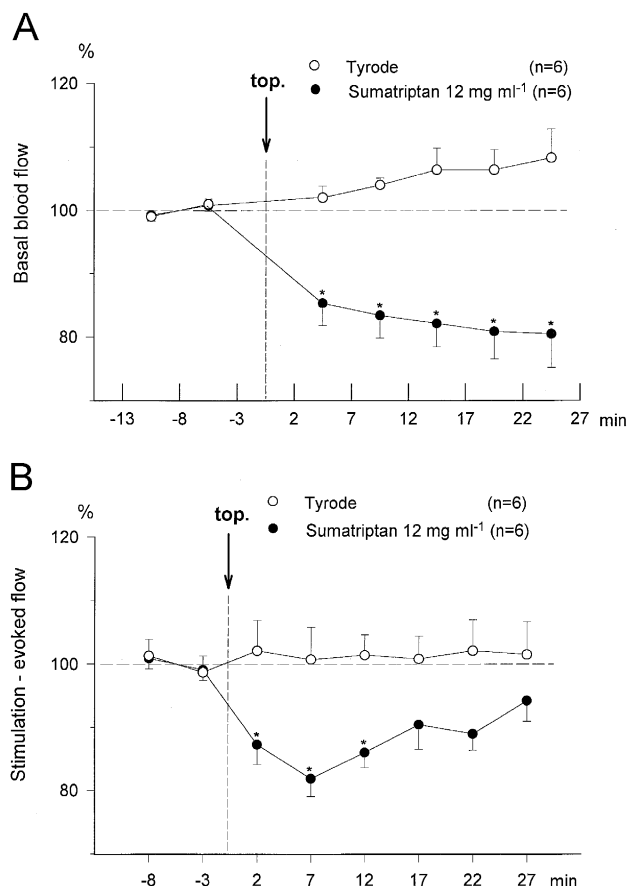 A
%
Tyrode (n=6)
Sumatriptan 12 mg ml-1 (n=6)
top.
120
100
80
Basal blood flow
* * * * *
-13 -8 -3 2 7 12 17 22 27 min
B
%
Tyrode (n=6)
Sumatriptan 12 mg ml-1 (n=6)
top.
120
100
80
Stimulation - evoked flow
* * *
-8 -3 2 7 12 17 22 27 min